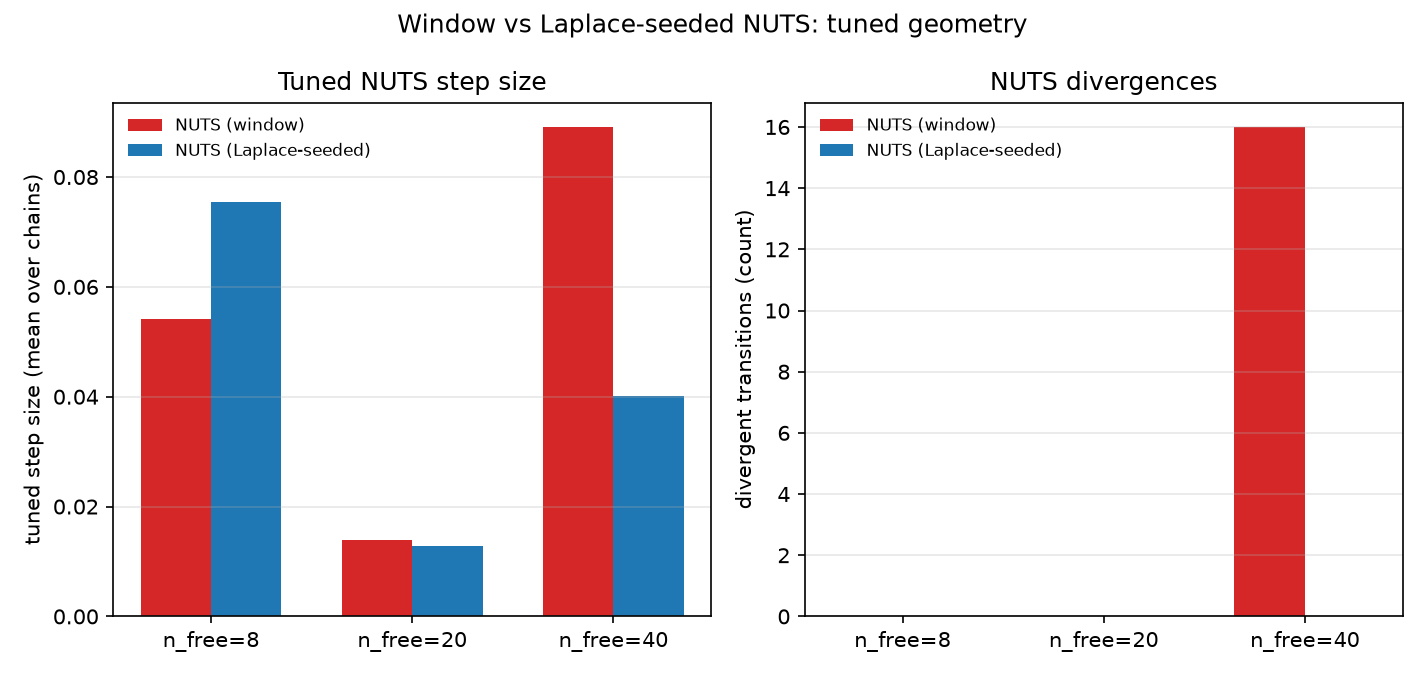 Window vs Laplace-seeded NUTS: tuned geometry
Tuned NUTS step size
NUTS (window)
NUTS (Laplace-seeded)
tuned step size (mean over chains)
0.08
0.06
0.04
0.02
0.00
n_free=8
n_free=20
n_free=40
NUTS divergences
NUTS (window)
NUTS (Laplace-seeded)
divergent transitions (count)
16
14
12
10
8
6
4
2
0
n_free=8
n_free=20
n_free=40